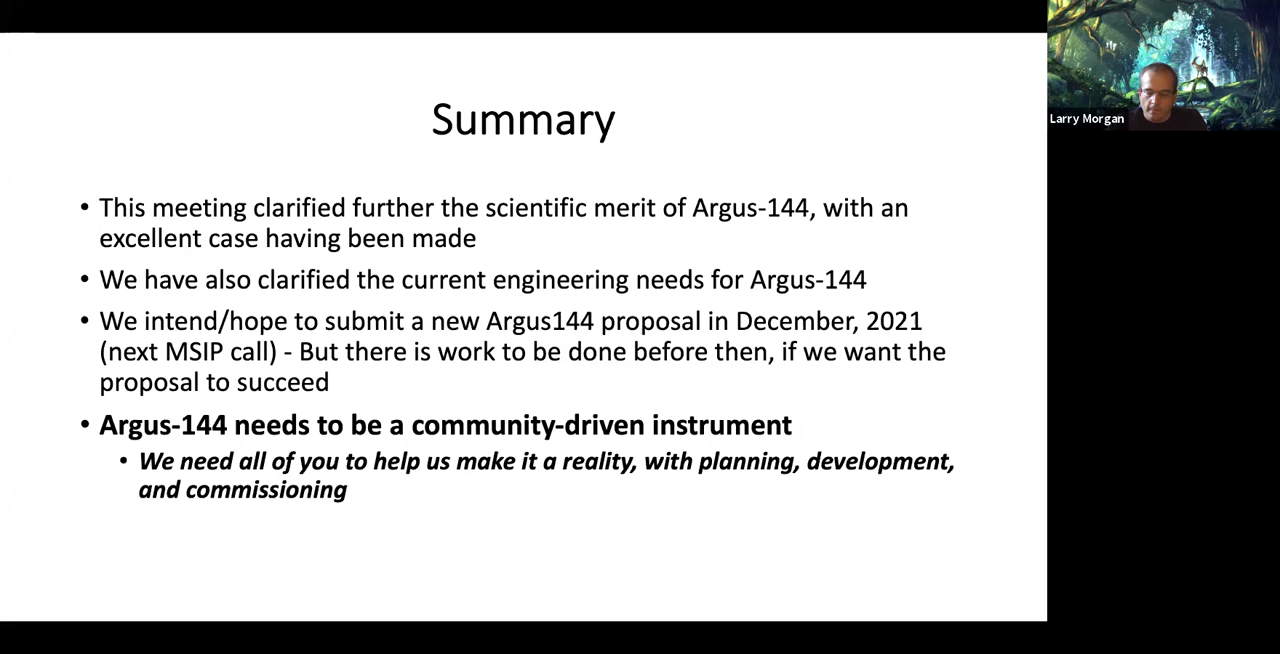 Summary
• This meeting clarified further the scientific merit of Argus-144, with an
excellent case having been made
• We have also clarified the current engineering needs for Argus-144
• We intend/hope to submit a new Argus144 proposal in December, 2021
(next MSIP call) - But there is work to be done before then, if we want the
proposal to succeed
• Argus-144 needs to be a community-driven instrument
• We need all of you to help us make it a reality, with planning, development,
and commissioning
Larry Morgan